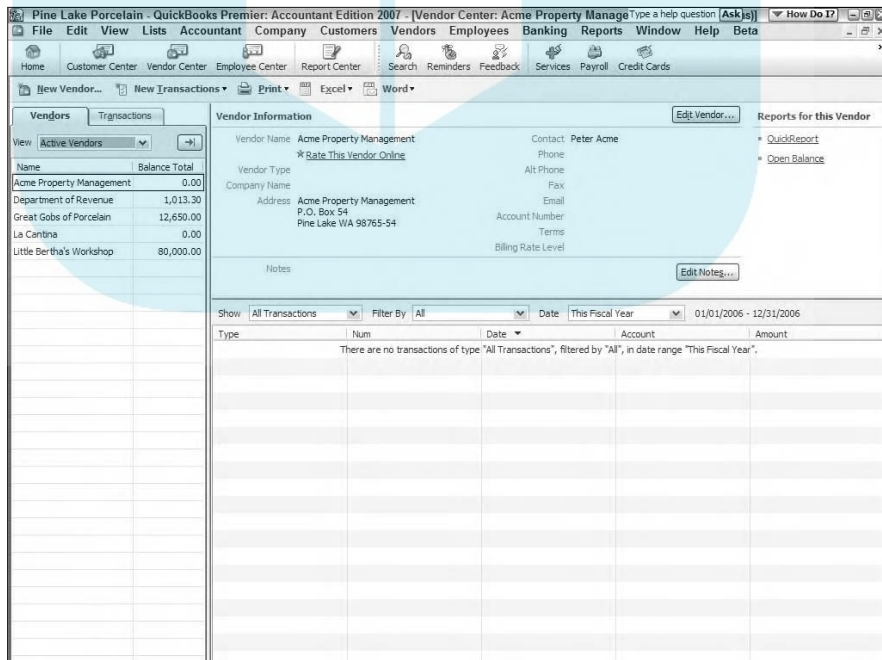 Pine Lake Porcelain - QuickBooks Premier: Accountant Edition 2007 - [Vendor Center: Acme Property Manage Type a help question Ask s)] How Do I?
File Edit View Lists Accountant Company Customers Vendors Employees Banking Reports Window Help Beta
Home Customer Center Vendor Center Employee Center Report Center Search Reminders Feedback Services Payroll Credit Cards
New Vendor... New Transactions Print Excel Word
Vendors Transactions
View Active Vendors
Name Balance Total
Acme Property Management 0.00
Department of Revenue 1,013.30
Great Gobs of Porcelain 12,650.00
La Cantina 0.00
Little Bertha's Workshop 80,000.00
Vendor Information Edit Vendor...
Vendor Name Acme Property Management
Rate This Vendor Online
Vendor Type
Company Name
Address Acme Property Management
P.O. Box 54
Pine Lake WA 98765-54
Contact Peter Acme
Phone
Alt Phone
Fax
Email
Account Number
Terms
Billing Rate Level
Notes Edit Notes...
Reports for this Vendor
QuickReport
Open Balance
Show All Transactions Filter By All Date This Fiscal Year 01/01/2006 - 12/31/2006
Type Num Date Account Amount
There are no transactions of type "All Transactions", filtered by "All", in date range "This Fiscal Year".